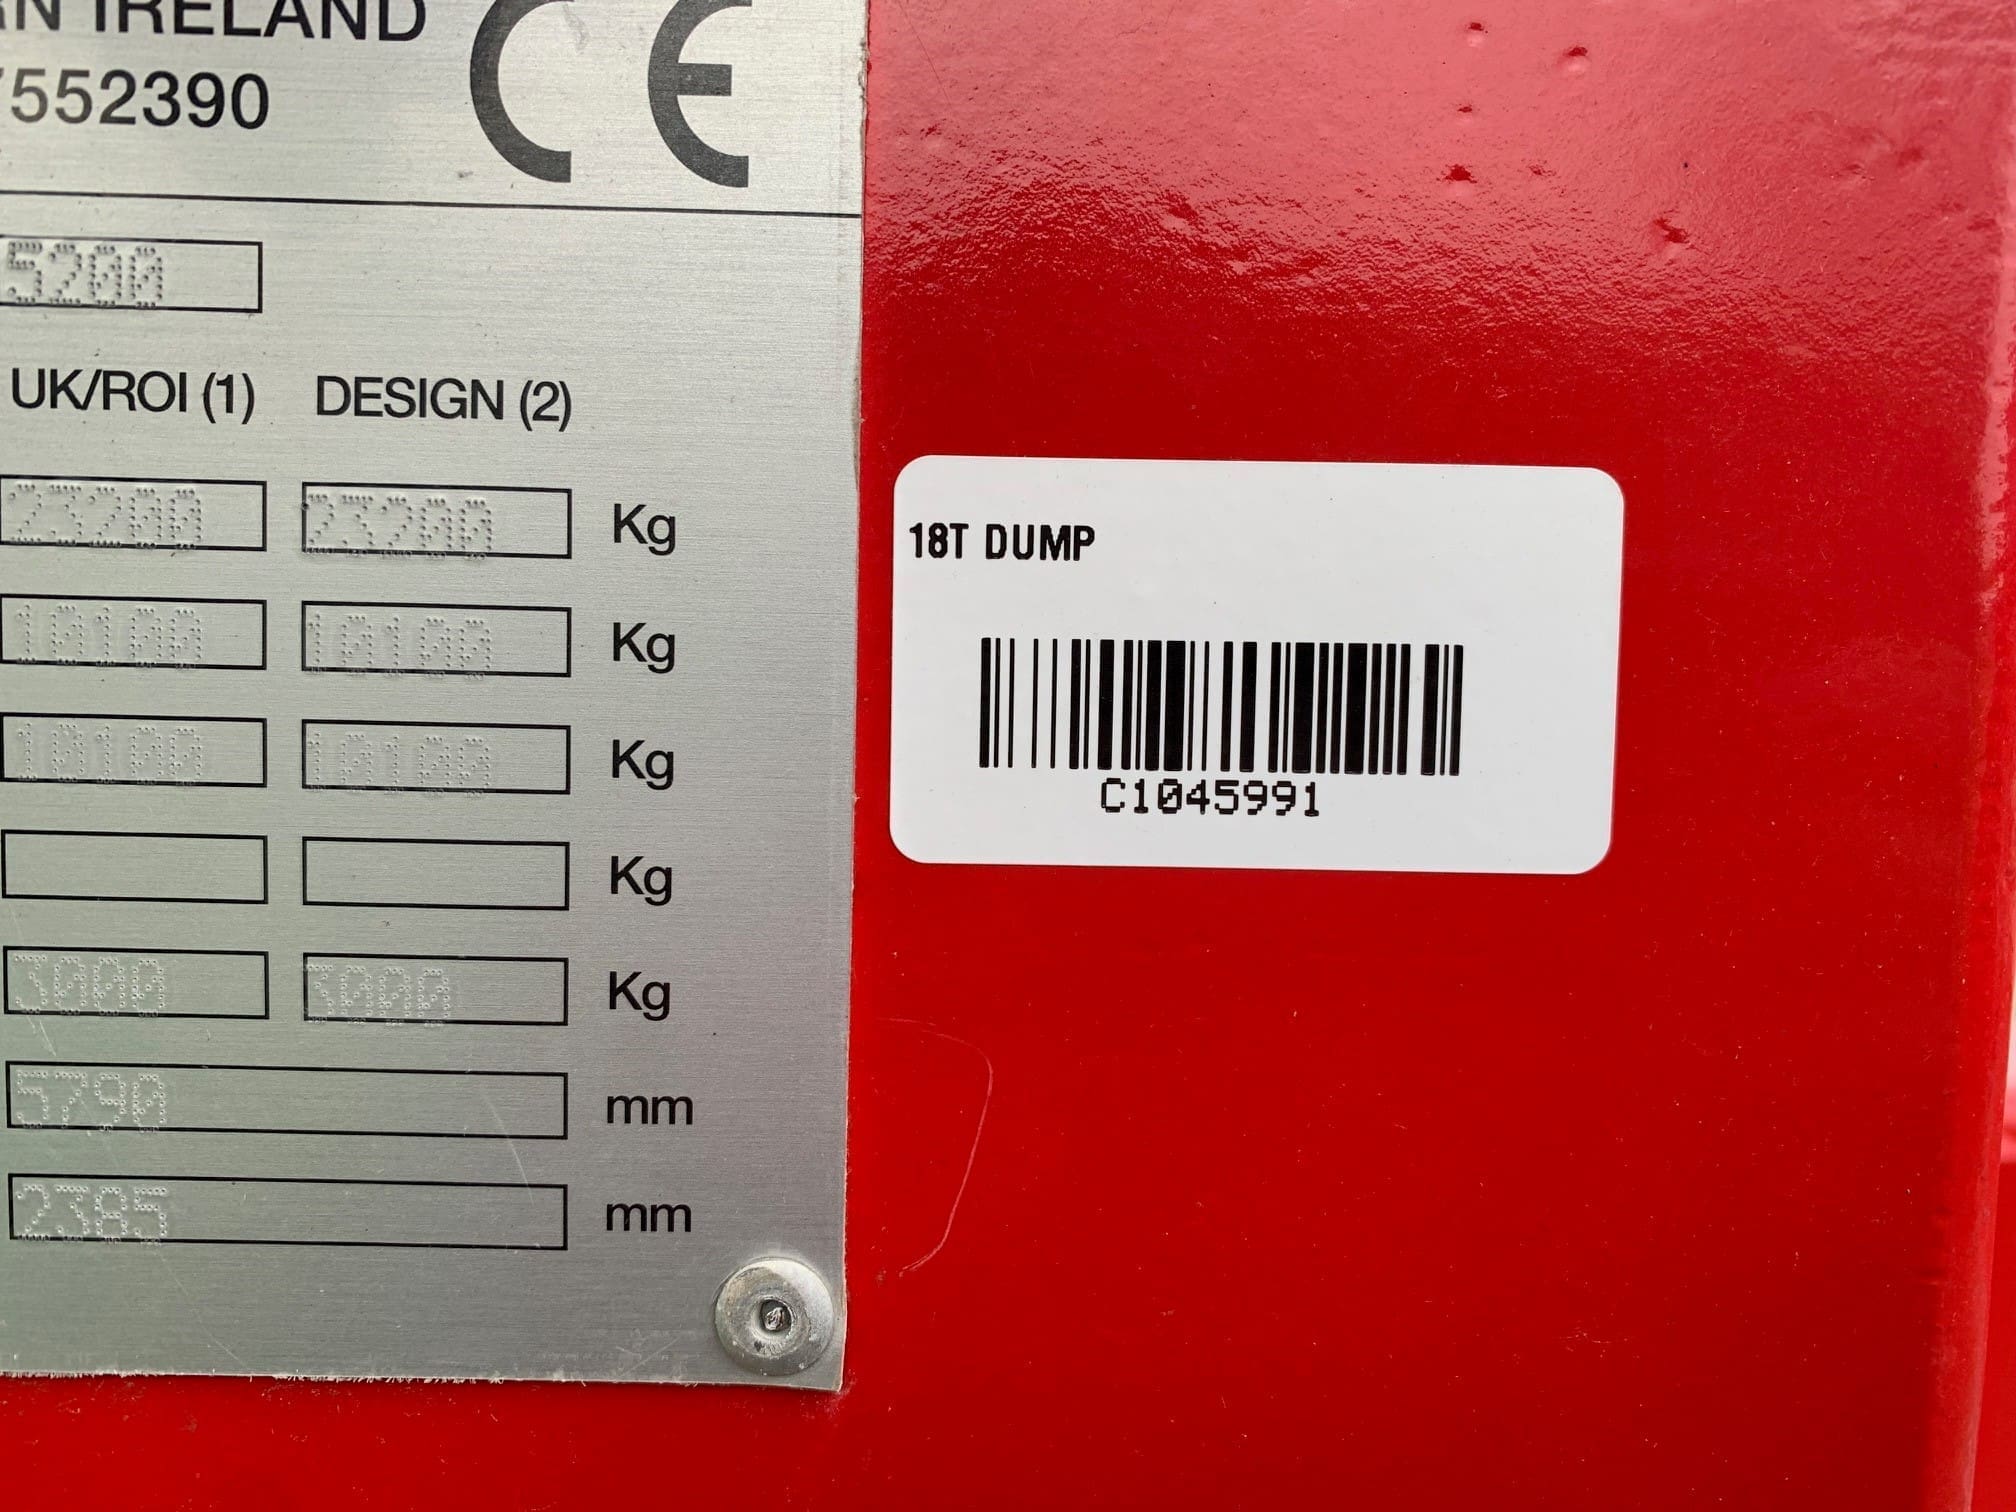 RN IRELAND
7552390
CE
5200
UK/ROI (1) DESIGN (2)
23200 23200 Kg
10100 10100 Kg
10100 10100 Kg
Kg
3000 3000 Kg
5790 mm
2385 mm
18T DUMP
C1045991